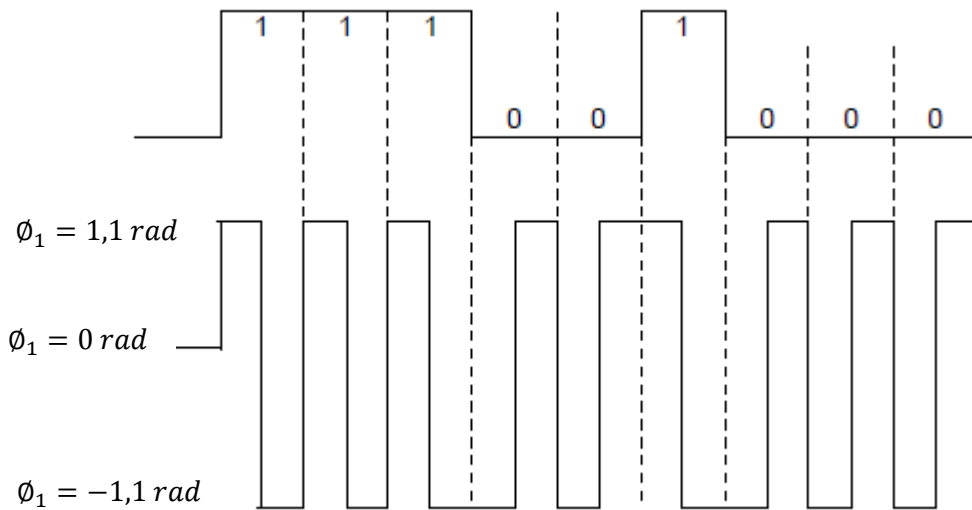 1 1 1 1
0 0 0 0 0
∅₁ = 1,1 rad
∅₁ = 0 rad
∅₁ = −1,1 rad